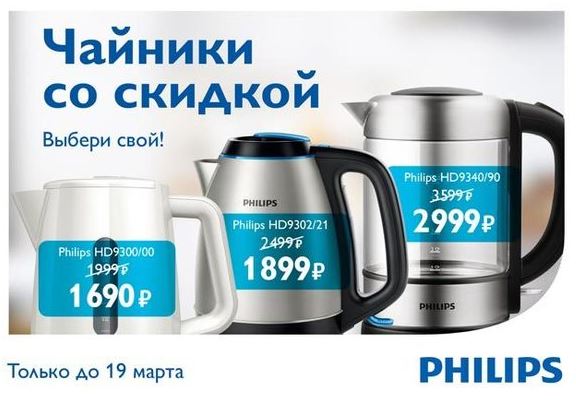 Чайники
со скидкой
Выбери свой!
Philips HD9300/00
1999₽
1690₽
PHILIPS
Philips HD9302/21
2499₽
1899₽
Philips HD9340/90
3599₽
2999₽
PHILIPS
Только до 19 марта
PHILIPS